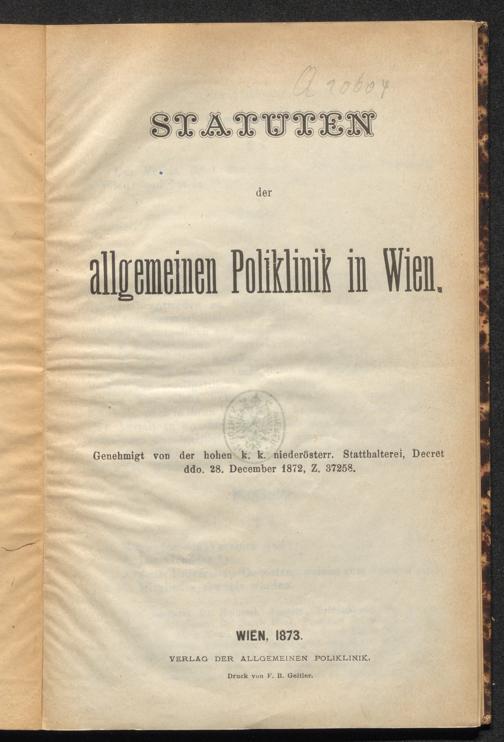 A 10604
STATUTEN
der
allgemeinen Poliklinik in Wien.
Genehmigt von der hohen k. k. niederösterr. Statthalterei, Decret
ddo. 28. December 1872, Z. 37258.
WIEN, 1873.
VERLAG DER ALLGEMEINEN POLIKLINIK.
Druck von F. B. Geitler.